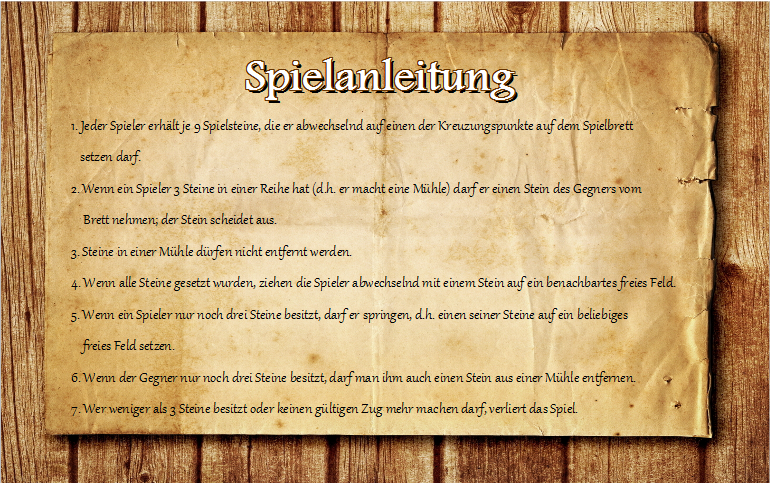 Spielanleitung
1. Jeder Spieler erhält je 9 Spielsteine, die er abwechselnd auf einen der Kreuzungspunkte auf dem Spielbrett
setzen darf.
2. Wenn ein Spieler 3 Steine in einer Reihe hat (d.h. er macht eine Mühle) darf er einen Stein des Gegners vom
Brett nehmen; der Stein scheidet aus.
3. Steine in einer Mühle dürfen nicht entfernt werden.
4. Wenn alle Steine gesetzt wurden, ziehen die Spieler abwechselnd mit einem Stein auf ein benachbartes freies Feld.
5. Wenn ein Spieler nur noch drei Steine besitzt, darf er springen, d.h. einen seiner Steine auf ein beliebiges
freies Feld setzen.
6. Wenn der Gegner nur noch drei Steine besitzt, darf man ihm auch einen Stein aus einer Mühle entfernen.
7. Wer weniger als 3 Steine besitzt oder keinen gültigen Zug mehr machen darf, verliert das Spiel.